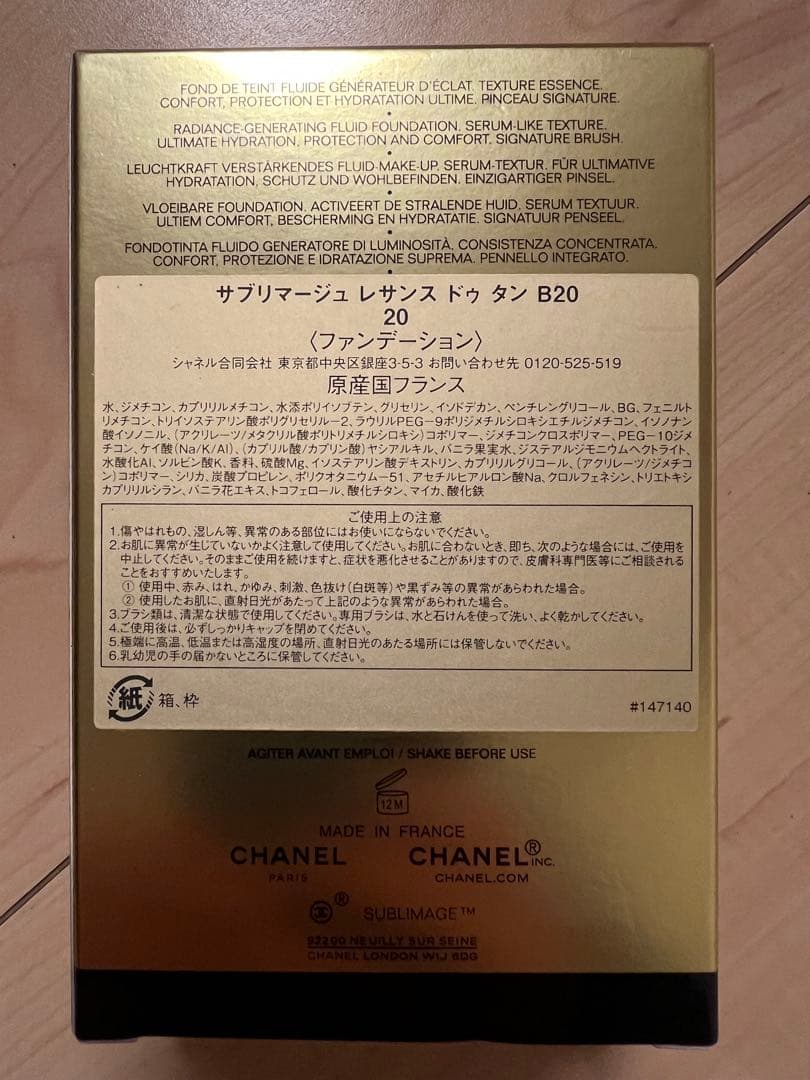 FOND DE TEINT FLUIDE GÉNÉRATEUR D'ÉCLAT. TEXTURE ESSENCE.
CONFORT, PROTECTION ET HYDRATATION ULTIME. PINCEAU SIGNATURE.
•
RADIANCE-GENERATING FLUID FOUNDATION. SERUM-LIKE TEXTURE.
ULTIMATE HYDRATION, PROTECTION AND COMFORT. SIGNATURE BRUSH.
•
LEUCHTKRAFT VERSTÄRKENDES FLUID-MAKE-UP. SERUM-TEXTUR. FÜR ULTIMATIVE
HYDRATATION, SCHUTZ UND WOHLBEFINDEN. EINZIGARTIGER PINSEL.
•
VLOEIBARE FOUNDATION. ACTIVEERT DE STRALENDE HUID. SERUM TEXTUUR.
ULTIEM COMFORT, BESCHERMING EN HYDRATATIE. SIGNATUUR PENSEEL.
•
FONDOTINTA FLUIDO GENERATORE DI LUMINOSITÀ. CONSISTENZA CONCENTRATA.
CONFORT, PROTEZIONE E IDRATAZIONE SUPREMA. PENNELLO INTEGRATO.
•
サブリマージュ レサンス ドゥ タン B20
20
〈ファンデーション〉
シャネル合同会社 東京都中央区銀座3-5-3 お問い合わせ先 0120-525-519
原産国フランス
水、ジメチコン、カプリリルメチコン、水添ポリイソブテン、グリセリン、イソドデカン、ペンチレングリコール、BG、フェニルト
リメチコン、トリイソステアリン酸ポリグリセリル-2、ラウリルPEG-9ポリジメチルシロキシエチルジメチコン、イソノナン
酸イソノニル、(アクリレーツ/メタクリル酸ポリトリメチルシロキシ)コポリマー、ジメチコンクロスポリマー、PEG-10ジメ
チコン、ケイ酸(Na/K/Al)、(カプリル酸/カプリン酸)ヤシアルキル、バニラ果実水、ジステアルジモニウムヘクトライト、
水酸化Al、ソルビン酸K、香料、硫酸Mg、イソステアリン酸デキストリン、カプリリルグリコール、(アクリレーツ/ジメチコ
ン)コポリマー、シリカ、炭酸プロピレン、ポリクオタニウム-51、アセチルヒアルロン酸Na、クロルフェネシン、トリエトキシ
カプリリルシラン、バニラ花エキス、トコフェロール、酸化チタン、マイカ、酸化鉄
ご使用上の注意
1.傷やはれもの、湿しん等、異常のある部位にはお使いにならないでください。
2.お肌に異常が生じていないかよく注意して使用してください。お肌に合わないとき、即ち、次のような場合には、ご使用を
中止してください。そのままご使用を続けますと、症状を悪化させることがありますので、皮膚科専門医等にご相談される
ことをおすすめいたします。
① 使用中、赤み、はれ、かゆみ、刺激、色抜け(白斑等)や黒ずみ等の異常があらわれた場合。
② 使用したお肌に、直射日光があたって上記のような異常があらわれた場合。
3.ブラシ類は、清潔な状態で使用してください。専用ブラシは、水と石けんを使って洗い、よく乾かしてください。
4.ご使用後は、必ずしっかりキャップを閉めてください。
5.極端に高温、低温または高湿度の場所、直射日光のあたる場所には保管しないでください。
6.乳幼児の手の届かないところに保管してください。
紙 箱、枠
#147140
AGITER AVANT EMPLOI / SHAKE BEFORE USE
12 M
MADE IN FRANCE
CHANEL CHANEL® INC.
PARIS CHANEL.COM
® SUBLIMAGE™
92200 NEUILLY SUR SEINE
CHANEL LONDON W1J 6DG